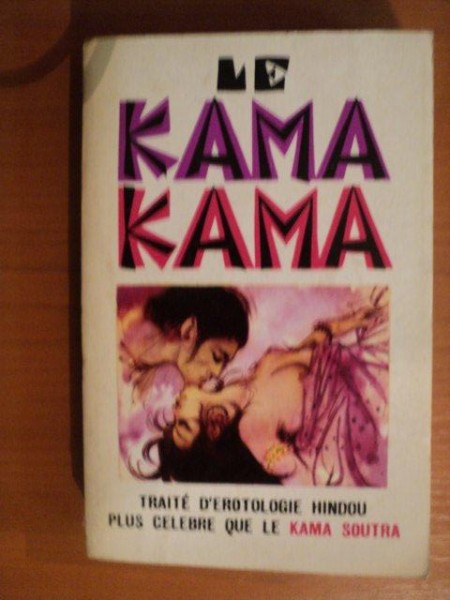 LE
KAMA
KAMA
TRAITÉ D'EROTOLOGIE HINDOU
PLUS CELEBRE QUE LE KAMA SOUTRA